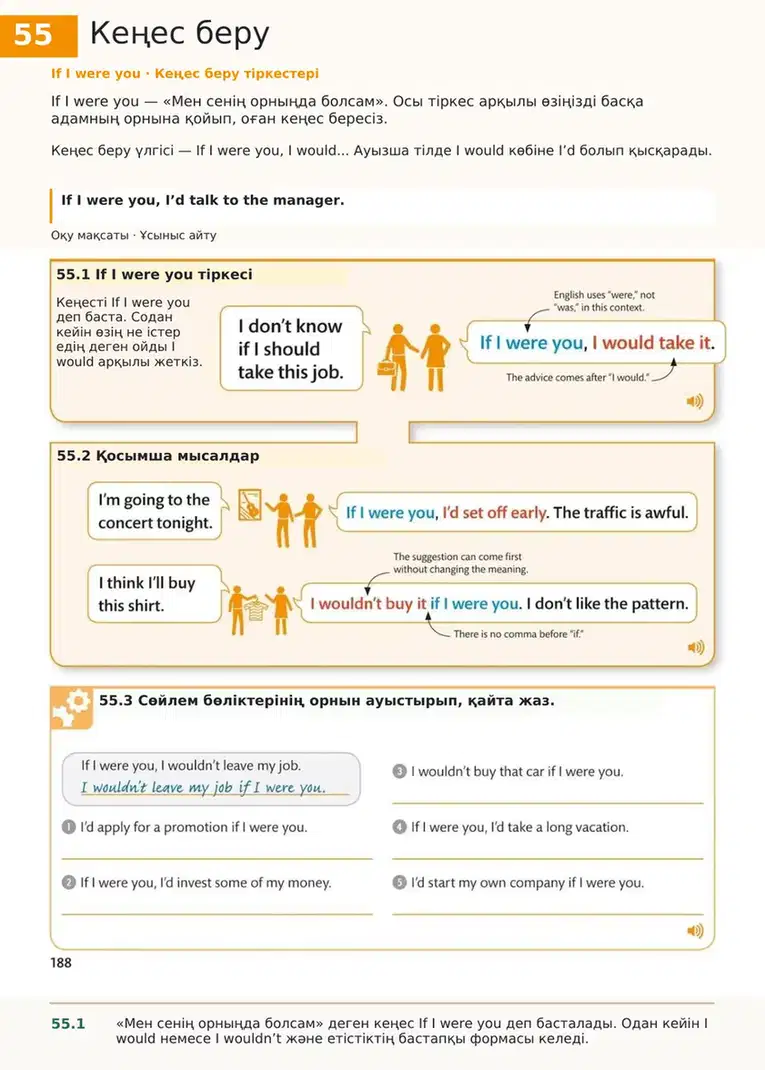 55 Кеңес беру
If I were you · Кеңес беру тіркестері
If I were you — «Мен сенің орныңда болсам». Осы тіркес арқылы өзіңізді басқа
адамның орнына қойып, оған кеңес бересіз.
Кеңес беру үлгісі — If I were you, I would... Ауызша тілде I would көбіне I’d болып қысқарады.
If I were you, I’d talk to the manager.
Оқу мақсаты · Ұсыныс айту
55.1 If I were you тіркесі
Кеңесті If I were you
деп баста. Содан
кейін өзің не істер
едің деген ойды I
would арқылы жеткіз.
I don’t know
if I should
take this job.
English uses “were,” not
“was,” in this context.
If I were you, I would take it.
The advice comes after “I would.”
55.2 Қосымша мысалдар
I’m going to the
concert tonight.
If I were you, I’d set off early. The traffic is awful.
I think I’ll buy
this shirt.
The suggestion can come first
without changing the meaning.
I wouldn’t buy it if I were you. I don’t like the pattern.
There is no comma before “if.”
55.3 Сөйлем бөліктерінің орнын ауыстырып, қайта жаз.
If I were you, I wouldn’t leave my job.
I wouldn’t leave my job if I were you.
1 I’d apply for a promotion if I were you.
2 If I were you, I’d invest some of my money.
3 I wouldn’t buy that car if I were you.
4 If I were you, I’d take a long vacation.
5 I’d start my own company if I were you.
188
55.1 «Мен сенің орныңда болсам» деген кеңес If I were you деп басталады. Одан кейін I
would немесе I wouldn’t және етістіктің бастапқы формасы келеді.